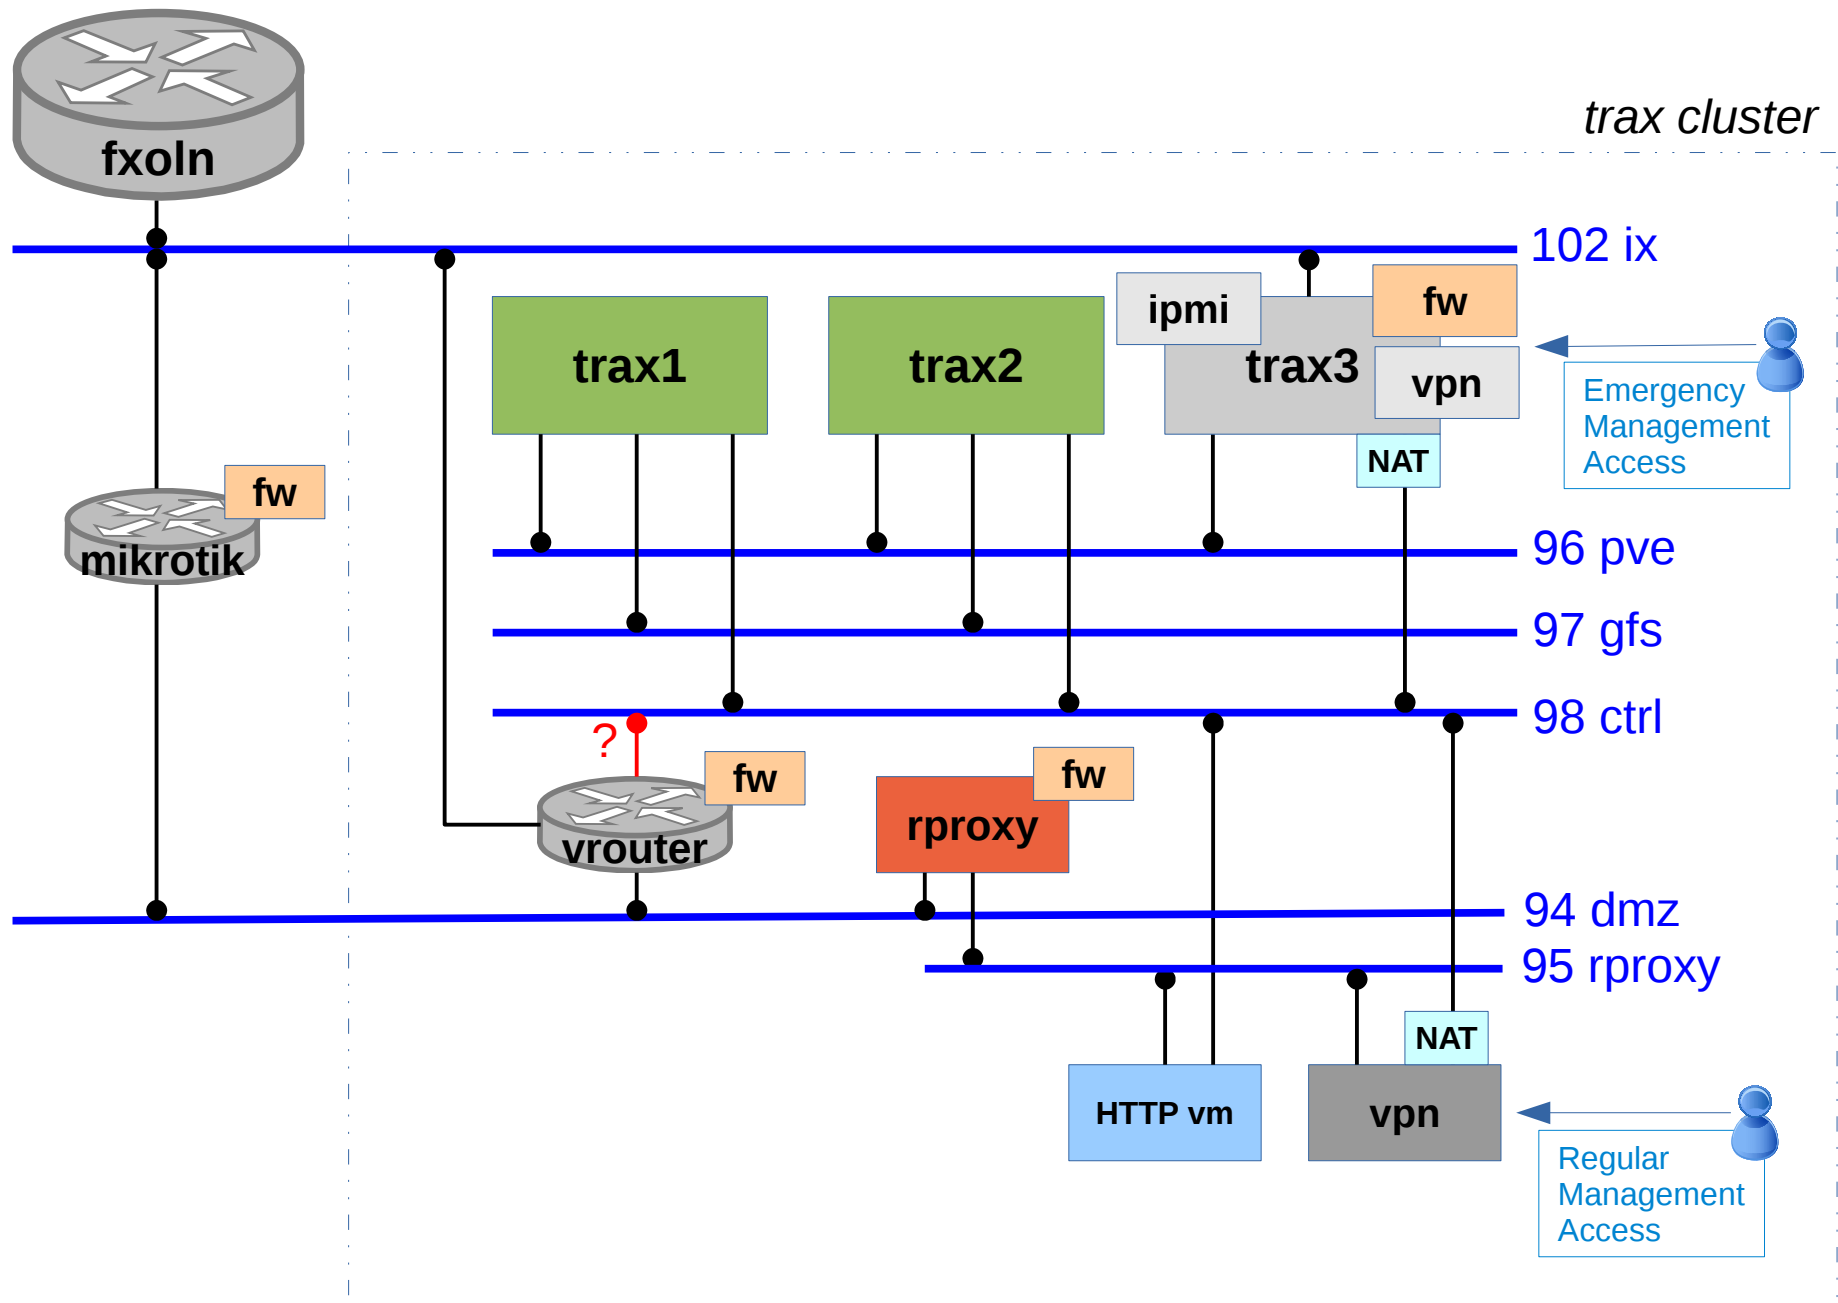 trax cluster
fxoln
102 ix
ipmi
fw
trax1
trax2
trax3
vpn
Emergency
Management
Access
NAT
fw
mikrotik
96 pve
97 gfs
98 ctrl
?
fw
fw
vrouter
rproxy
94 dmz
95 rproxy
NAT
HTTP vm
vpn
Regular
Management
Access